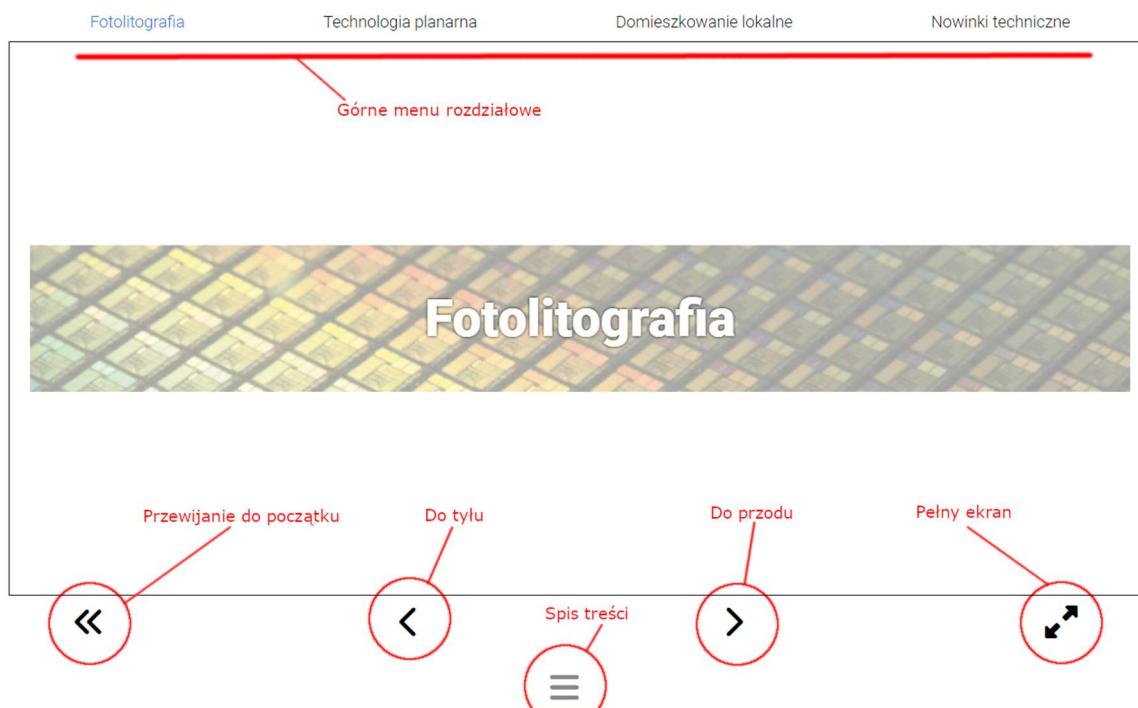 Fotolitografia
Technologia planarna
Domieszkowanie lokalne
Nowinki techniczne
Górne menu rozdziałowe
Fotolitografia
Przewijanie do początku
Do tyłu
Do przodu
Pełny ekran
Spis treści